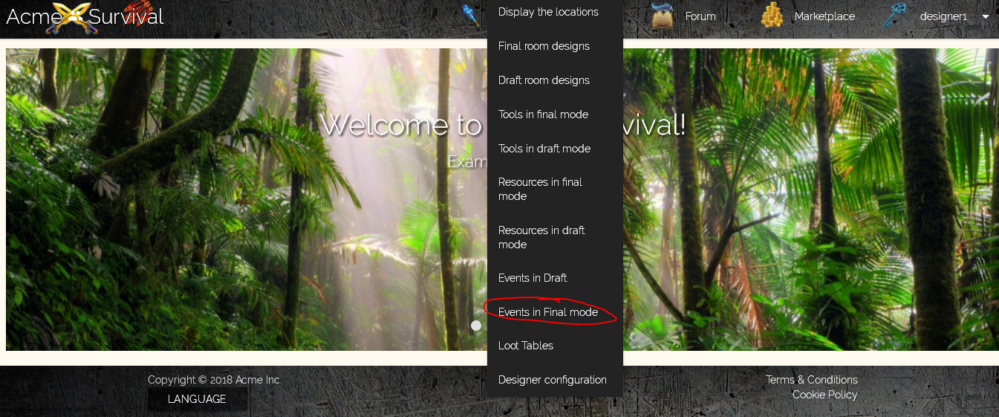 Acme Survival
Display the locations
Forum
Marketplace
designer1
Final room designs
Draft room designs
Tools in final mode
Tools in draft mode
Resources in final
mode
Resources in draft
mode
Events in Draft
Events in Final mode
Loot Tables
Designer configuration
Welcome to vival!
Exam
Copyright © 2018 Acme Inc.
LANGUAGE
Terms & Conditions
Cookie Policy